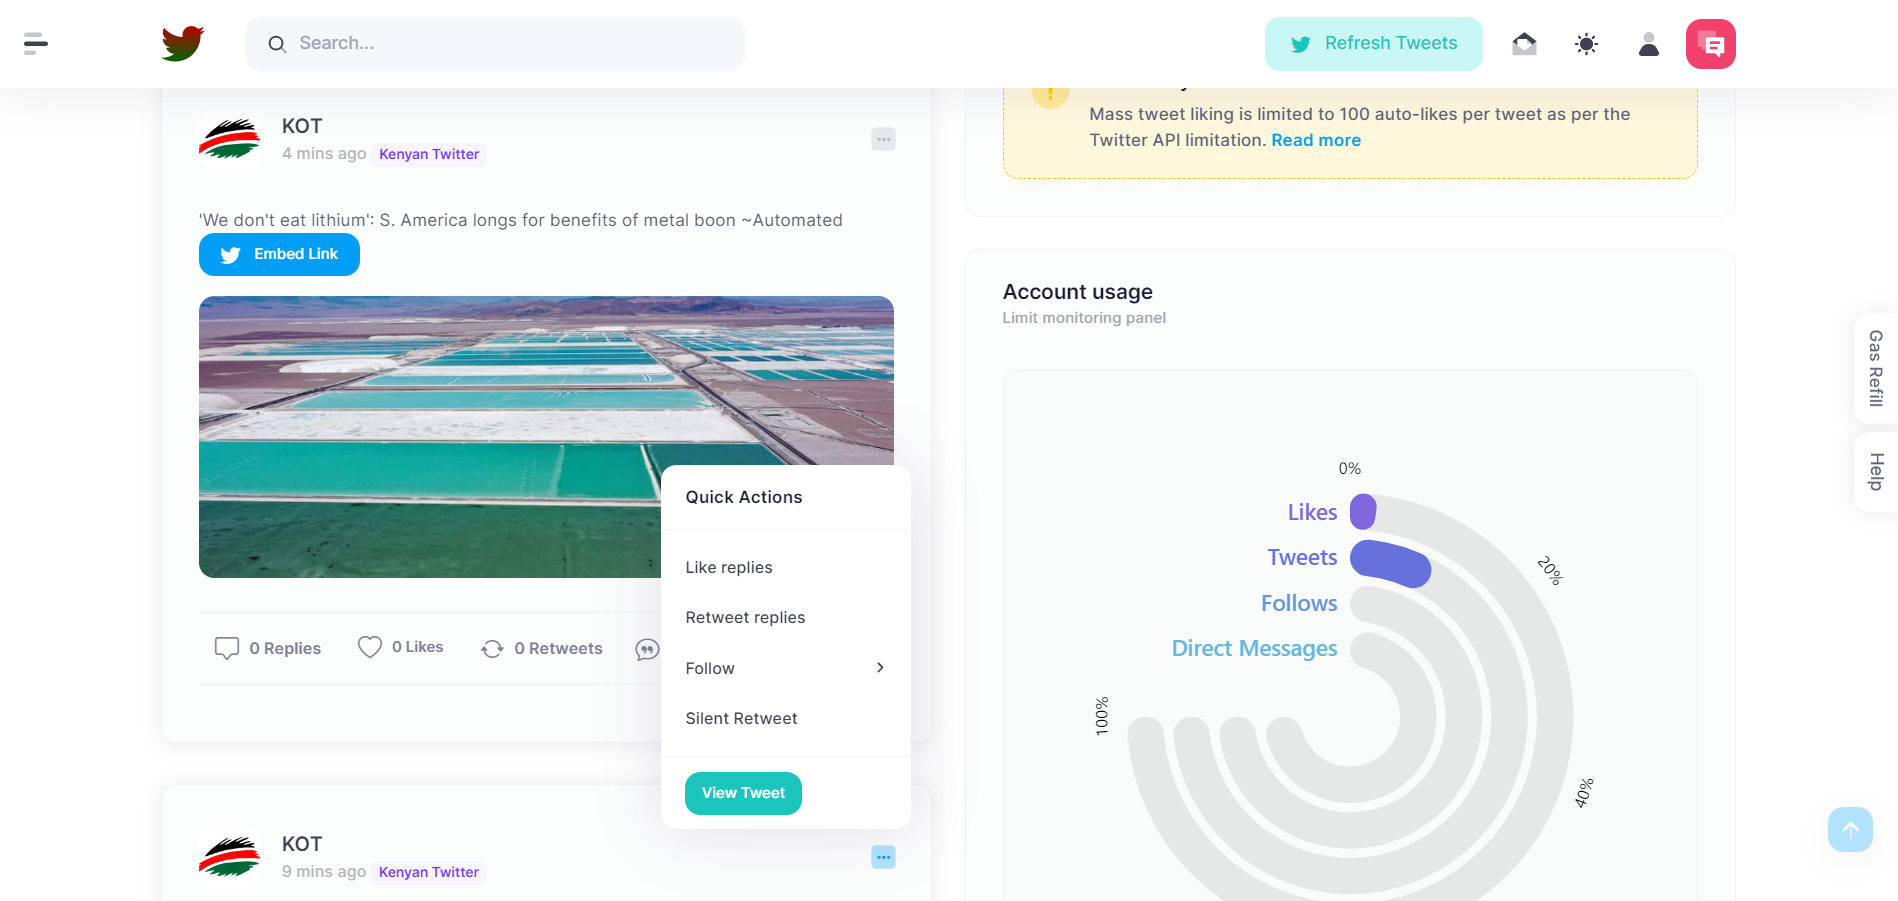 Search...
Refresh Tweets
KOT
4 mins ago Kenyan Twitter
'We don't eat lithium': S. America longs for benefits of metal boon ~Automated
Embed Link
0 Replies
0 Likes
0 Retweets
Quick Actions
Like replies
Retweet replies
Follow
Silent Retweet
View Tweet
KOT
9 mins ago Kenyan Twitter
Mass tweet liking is limited to 100 auto-likes per tweet as per the
Twitter API limitation. Read more
Account usage
Limit monitoring panel
0%
Likes
Tweets
Follows
Direct Messages
20%
40%
100%
Gas Refill
Help